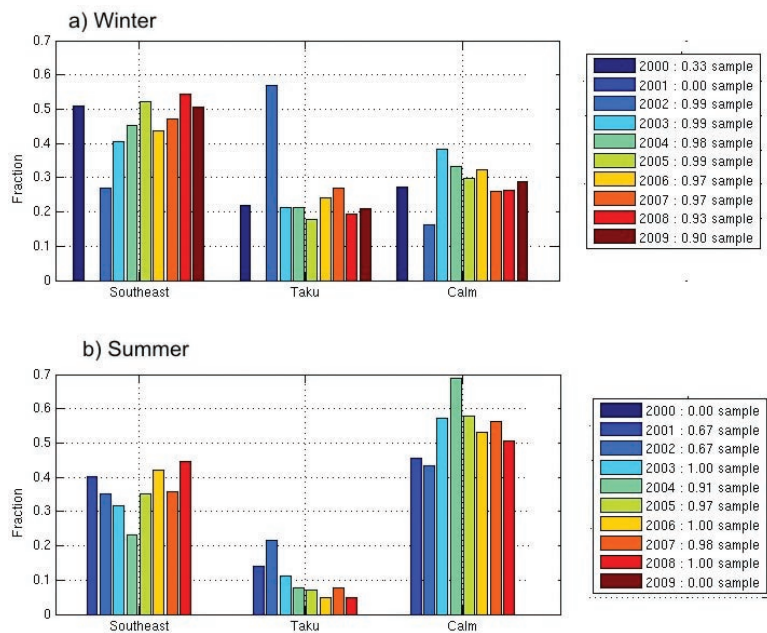 a) Winter
0.7
0.6
0.5
0.4
0.3
0.2
0.1
0
Fraction
Southeast Taku Calm
2000 : 0.33 sample
2001 : 0.00 sample
2002 : 0.99 sample
2003 : 0.99 sample
2004 : 0.98 sample
2005 : 0.99 sample
2006 : 0.97 sample
2007 : 0.97 sample
2008 : 0.93 sample
2009 : 0.90 sample
b) Summer
0.7
0.6
0.5
0.4
0.3
0.2
0.1
0
Fraction
Southeast Taku Calm
2000 : 0.00 sample
2001 : 0.67 sample
2002 : 0.67 sample
2003 : 1.00 sample
2004 : 0.91 sample
2005 : 0.97 sample
2006 : 1.00 sample
2007 : 0.98 sample
2008 : 1.00 sample
2009 : 0.00 sample